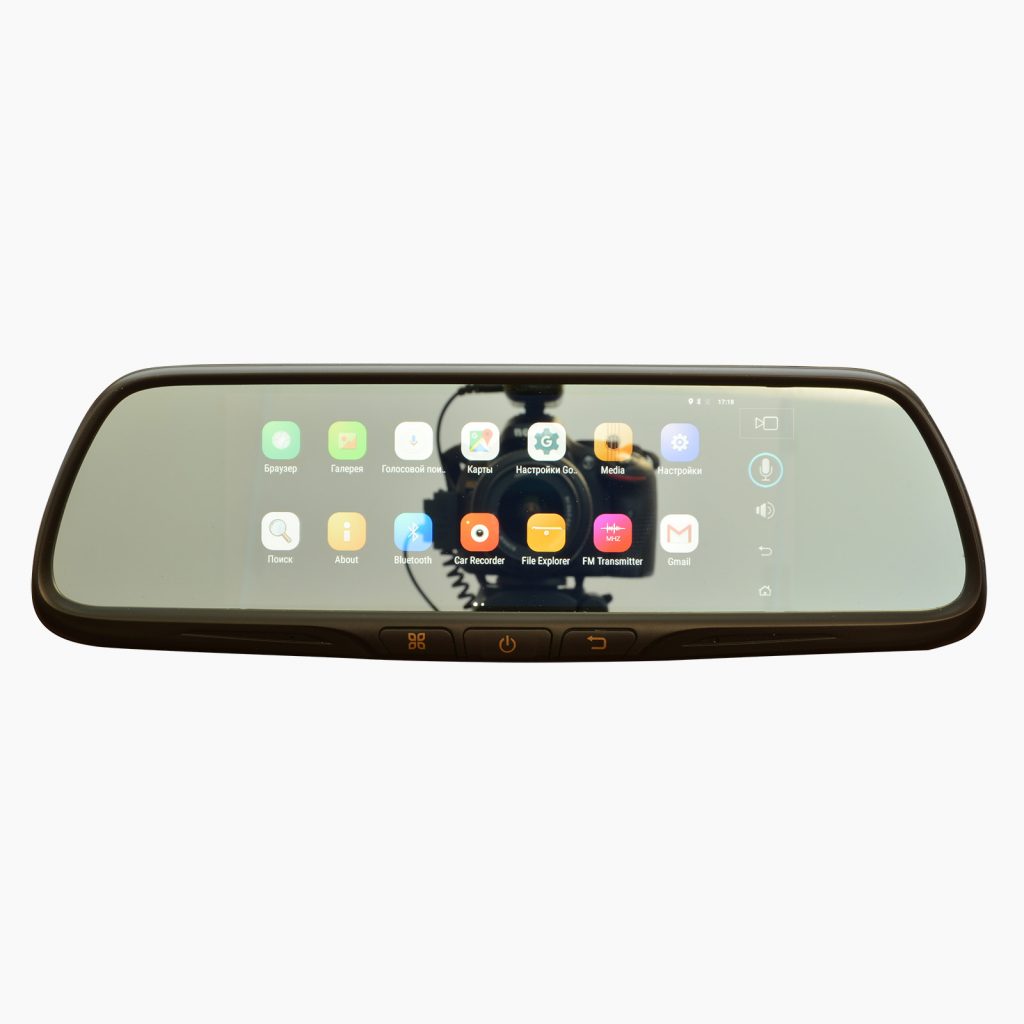 17:18
Браузер
Галерея
Голосовой пои..
Карты
Настройки Go..
Media
Настройки
MHZ
Поиск
About
Bluetooth
Car Recorder
File Explorer
FM Transmitter
Gmail